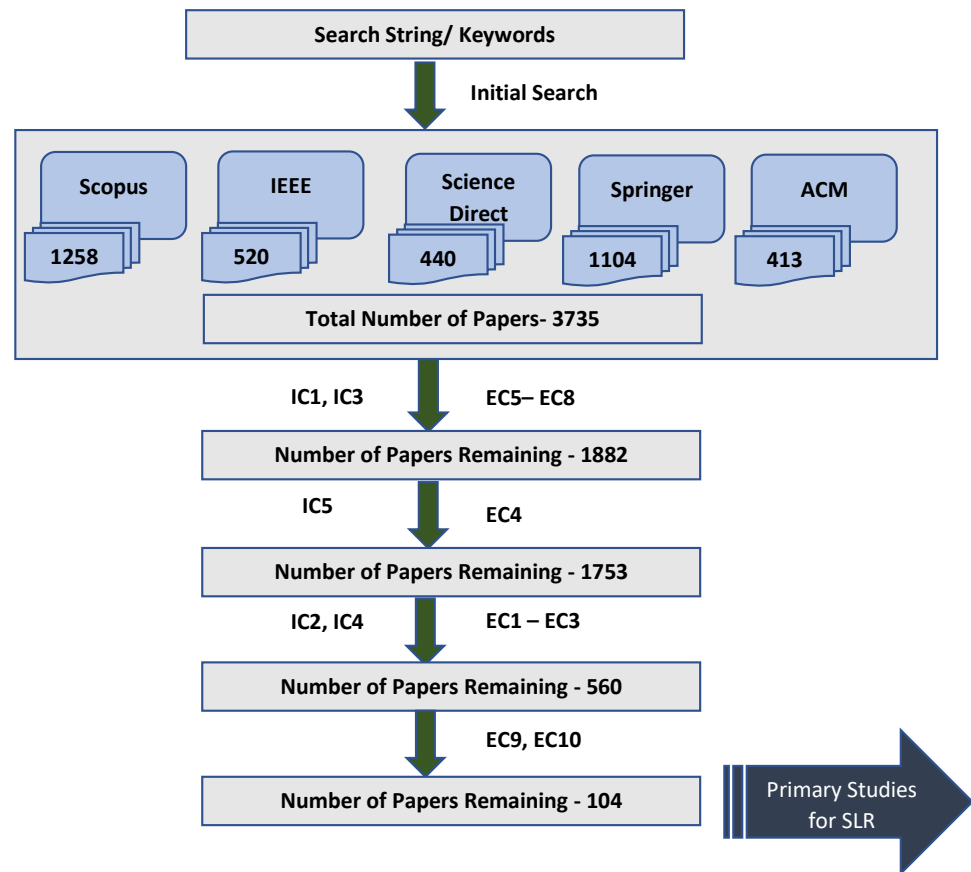 Search String/ Keywords
Initial Search
Scopus
IEEE
Science
Direct
Springer
ACM
1258
520
440
1104
413
Total Number of Papers- 3735
IC1, IC3
EC5– EC8
Number of Papers Remaining - 1882
IC5
EC4
Number of Papers Remaining - 1753
IC2, IC4
EC1 – EC3
Number of Papers Remaining - 560
EC9, EC10
Number of Papers Remaining - 104
Primary Studies
for SLR